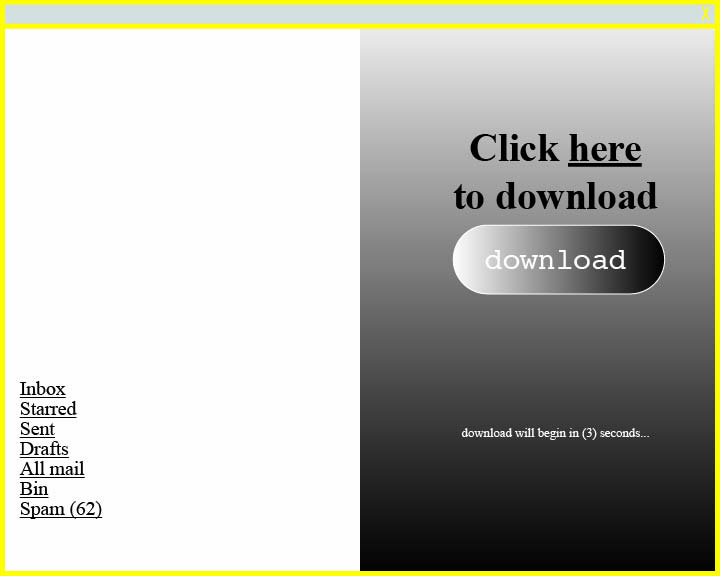 X
Click here
to download
download
download will begin in (3) seconds...
Inbox
Starred
Sent
Drafts
All mail
Bin
Spam (62)